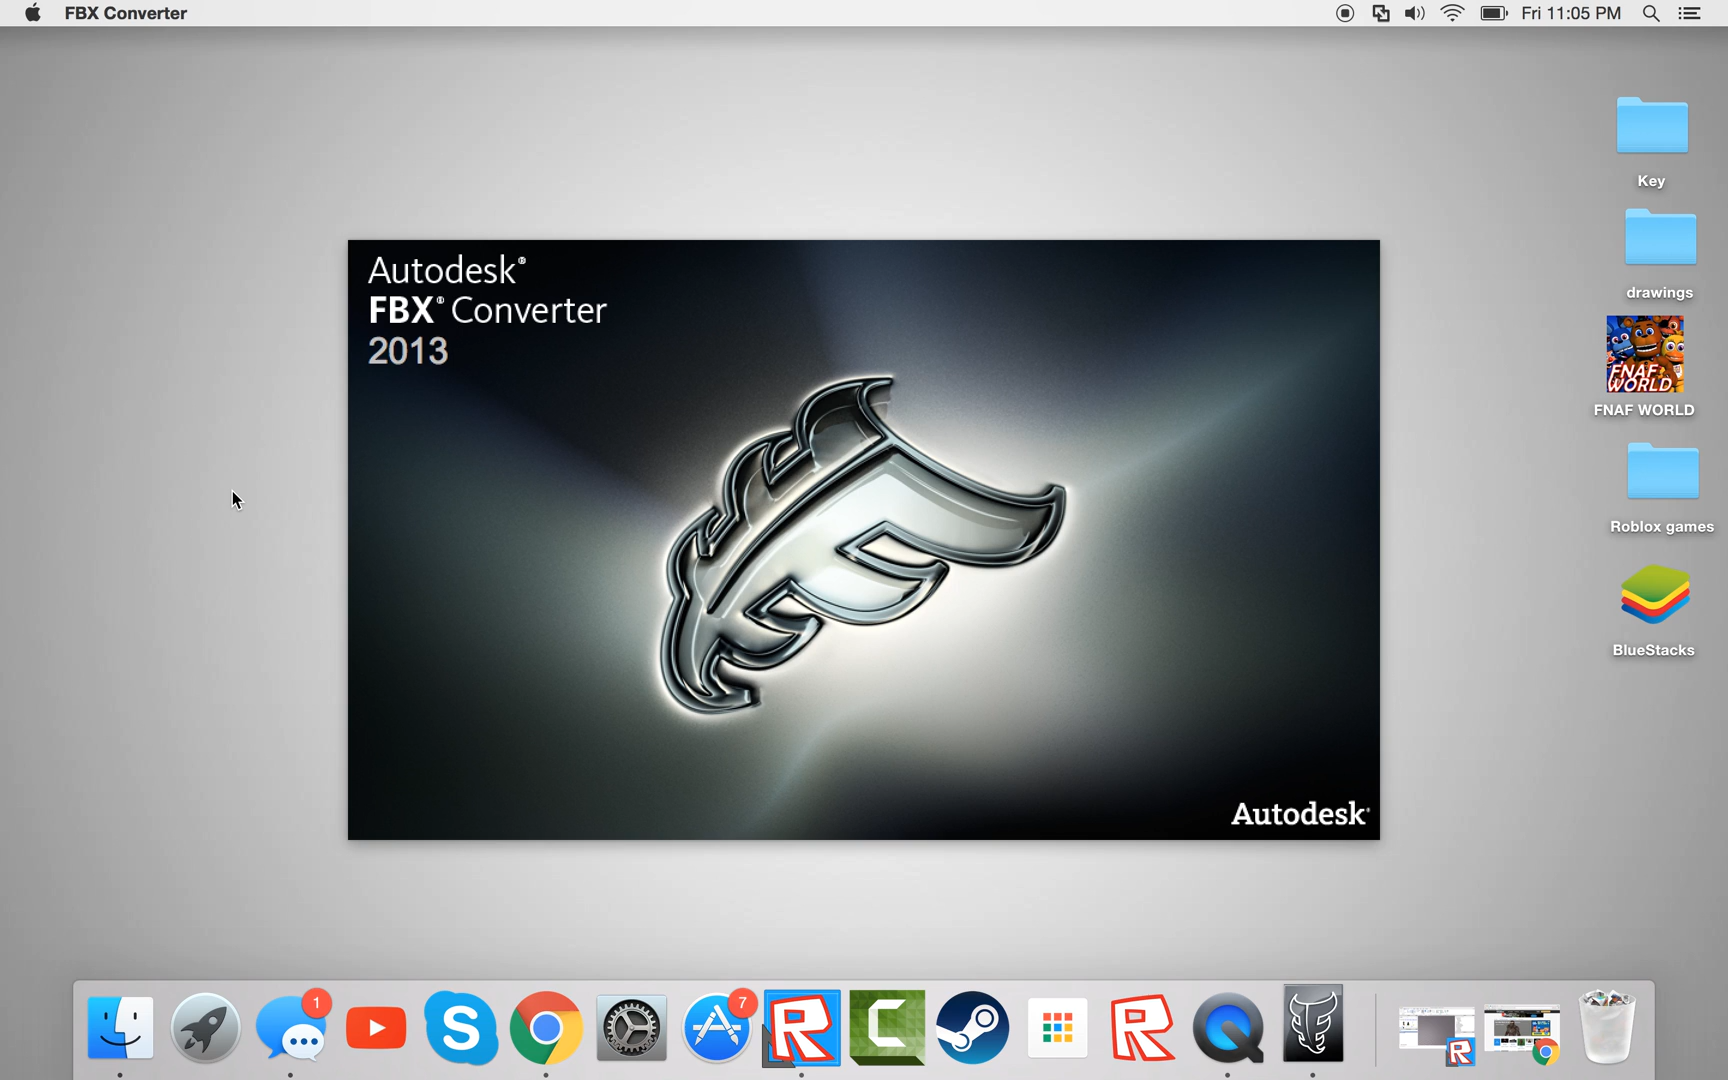 FBX Converter
Fri 11:05 PM
Autodesk®
FBX® Converter
2013
Autodesk®
Key
drawings
FNAF
WORLD
FNAF WORLD
Roblox games
BlueStacks
1
7